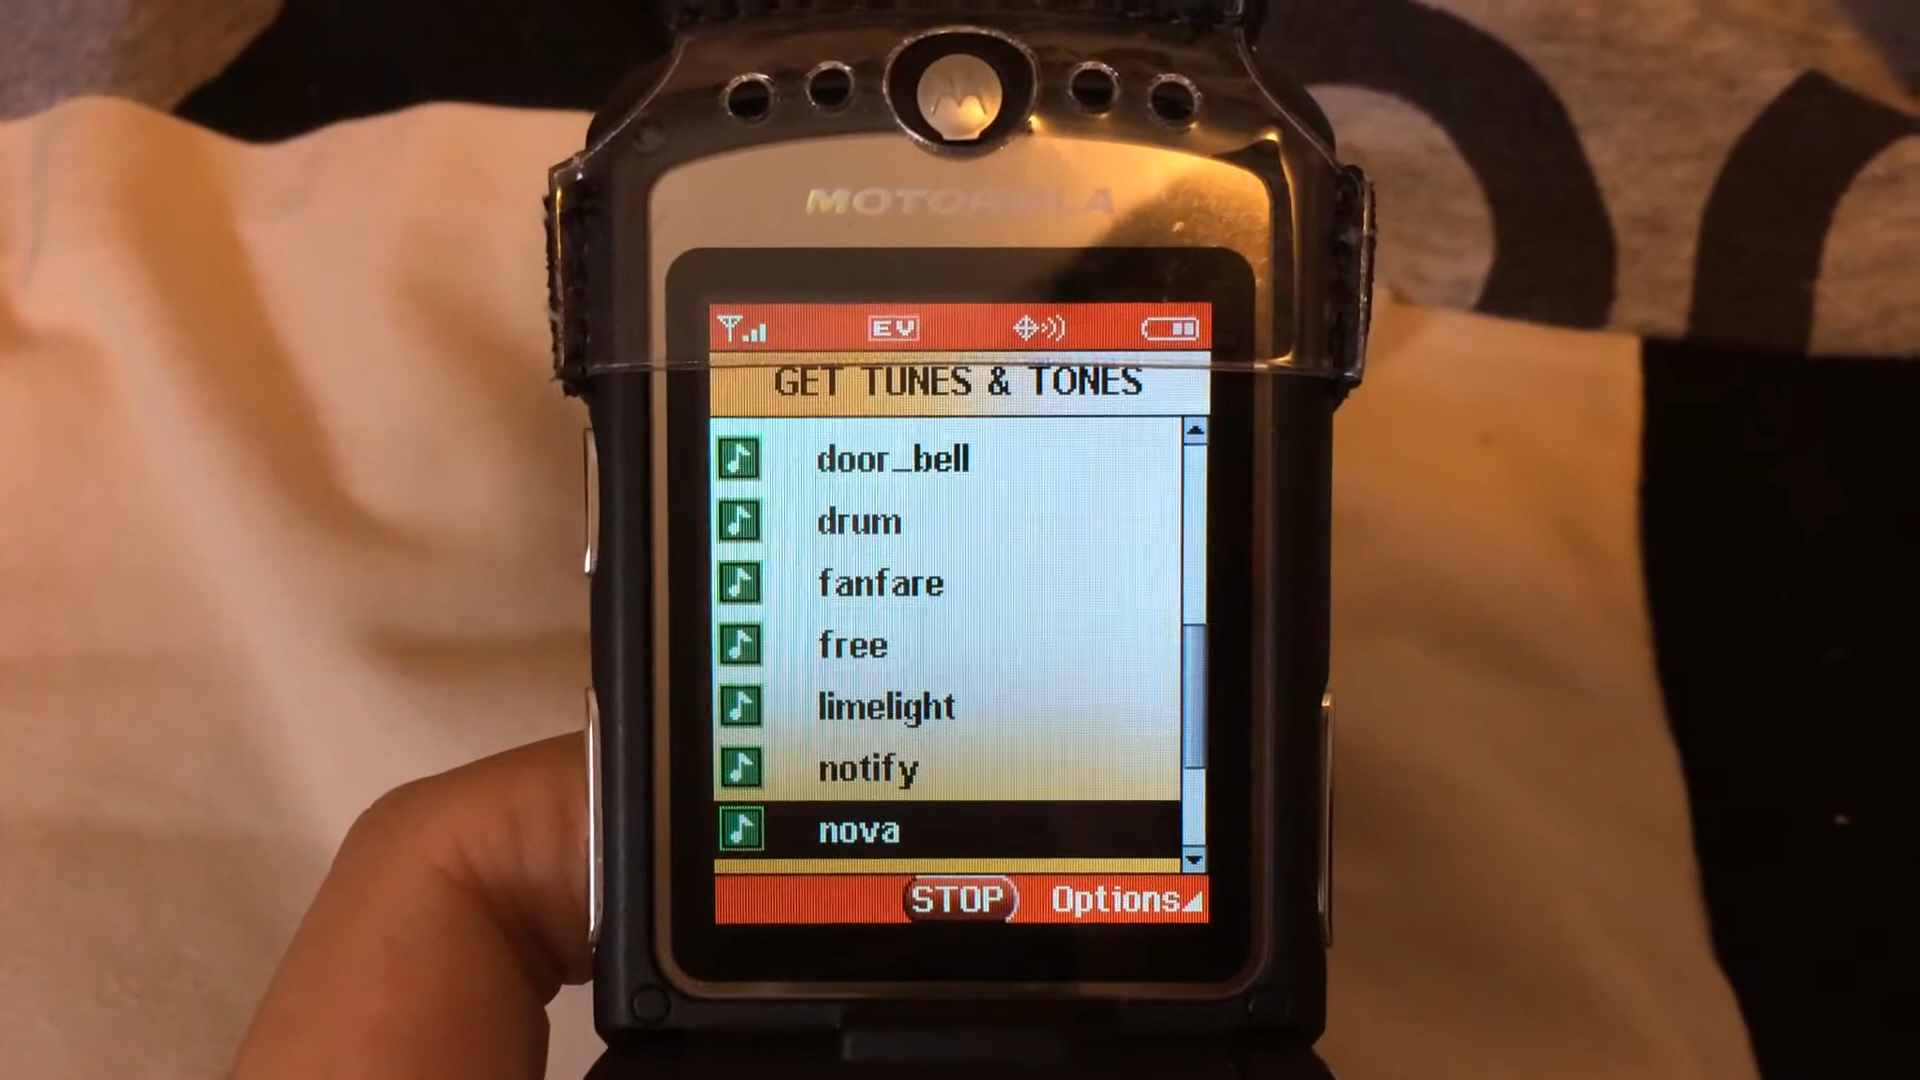 MOTOROLA
EV
GET TUNES & TONES
door_bell
drum
fanfare
free
limelight
notify
nova
STOP Options